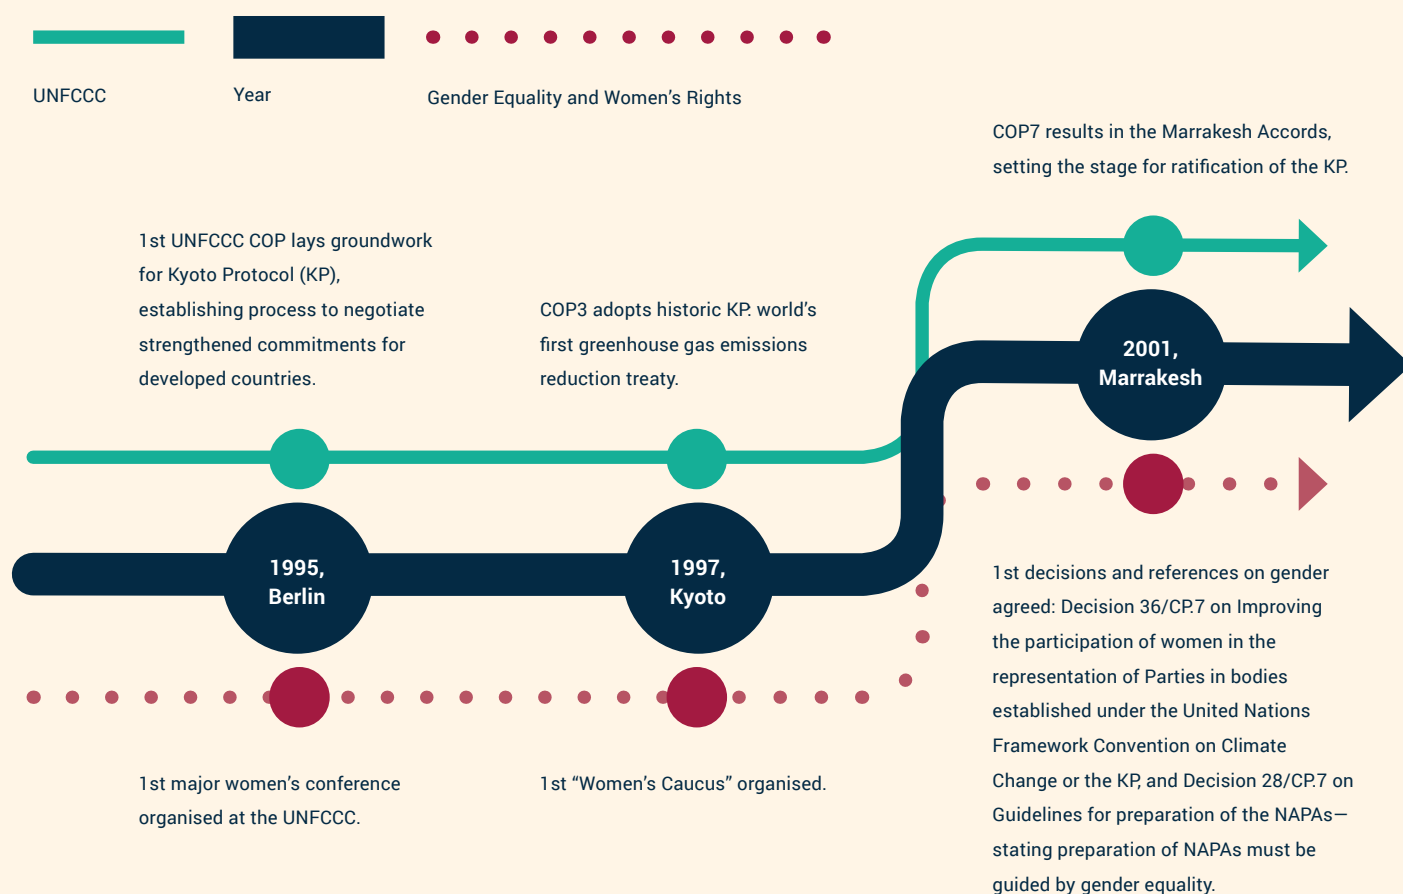 UNFCCC
Year
Gender Equality and Women’s Rights
1st UNFCCC COP lays groundwork
for Kyoto Protocol (KP),
establishing process to negotiate
strengthened commitments for
developed countries.
COP3 adopts historic KP: world’s
first greenhouse gas emissions
reduction treaty.
COP7 results in the Marrakesh Accords,
setting the stage for ratification of the KP.
1995,
Berlin
1997,
Kyoto
2001,
Marrakesh
1st major women’s conference
organised at the UNFCCC.
1st “Women’s Caucus” organised.
1st decisions and references on gender
agreed: Decision 36/CP.7 on Improving
the participation of women in the
representation of Parties in bodies
established under the United Nations
Framework Convention on Climate
Change or the KP, and Decision 28/CP.7 on
Guidelines for preparation of the NAPAs—
stating preparation of NAPAs must be
guided by gender equality.